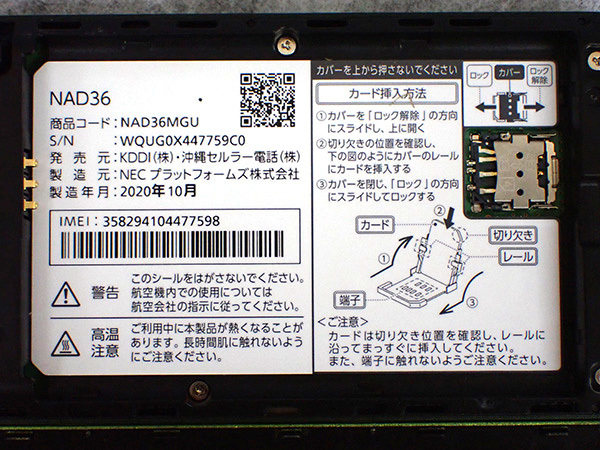 NAD36
商品コード：NAD36MGU
S/N ：WQUG0X447759C0
発 売 元：KDDI(株)・沖縄セルラー電話(株)
製 造 元：NEC プラットフォームズ株式会社
製造年月：2020年10月
IMEI：358294104477598
警告
このシールをはがさないでください。
航空機内での使用については
航空会社の指示に従ってください。
高温
注意
ご利用中に本製品が熱くなることが
あります。長時間肌に触れないよう
にご注意ください。
カバーを上から押さないでください
カード挿入方法
①カバーを「ロック解除」の方向
にスライドし、上に開く
②切り欠きの位置を確認し、
下の図のようにカバーのレール
にカードを挿入する
③カバーを閉じ、「ロック」の方向
にスライドしてロックする
ロック
カバー
ロック
解除
カード
②
切り欠き
①
レール
端子
③
＜ご注意＞
カードは切り欠き位置を確認し、レールに
沿ってまっすぐに挿入してください。
また、端子に触れないようご注意ください。